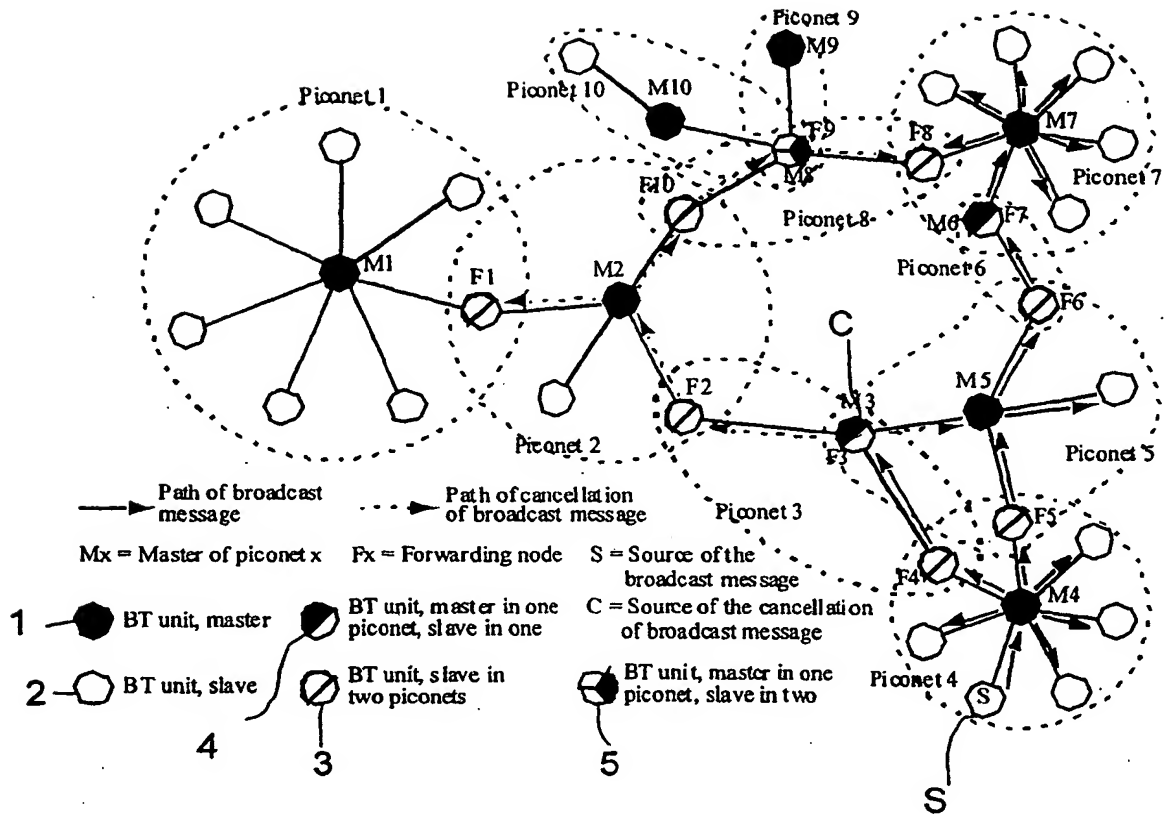 Piconet 9
M9
Piconet 1
Piconet 10
M10
F9
F8
M7
M8
Piconet 7
F10
Piconet 8
M6
F7
M1
F1
M2
Piconet 6
F6
C
F2
M3
M5
Piconet 2
F3
Piconet 5
Path of broadcast
message
Path of cancellation
of broadcast message
Piconet 3
F5
Mx = Master of piconet x
Fx = Forwarding node
S = Source of the
broadcast message
F4
M4
1
BT unit, master
BT unit, master in one
piconet, slave in one
C = Source of the cancellation
of broadcast message
Piconet 4
2
BT unit, slave
BT unit, slave in
two piconets
BT unit, master in one
piconet, slave in two
S
4
3
5
S